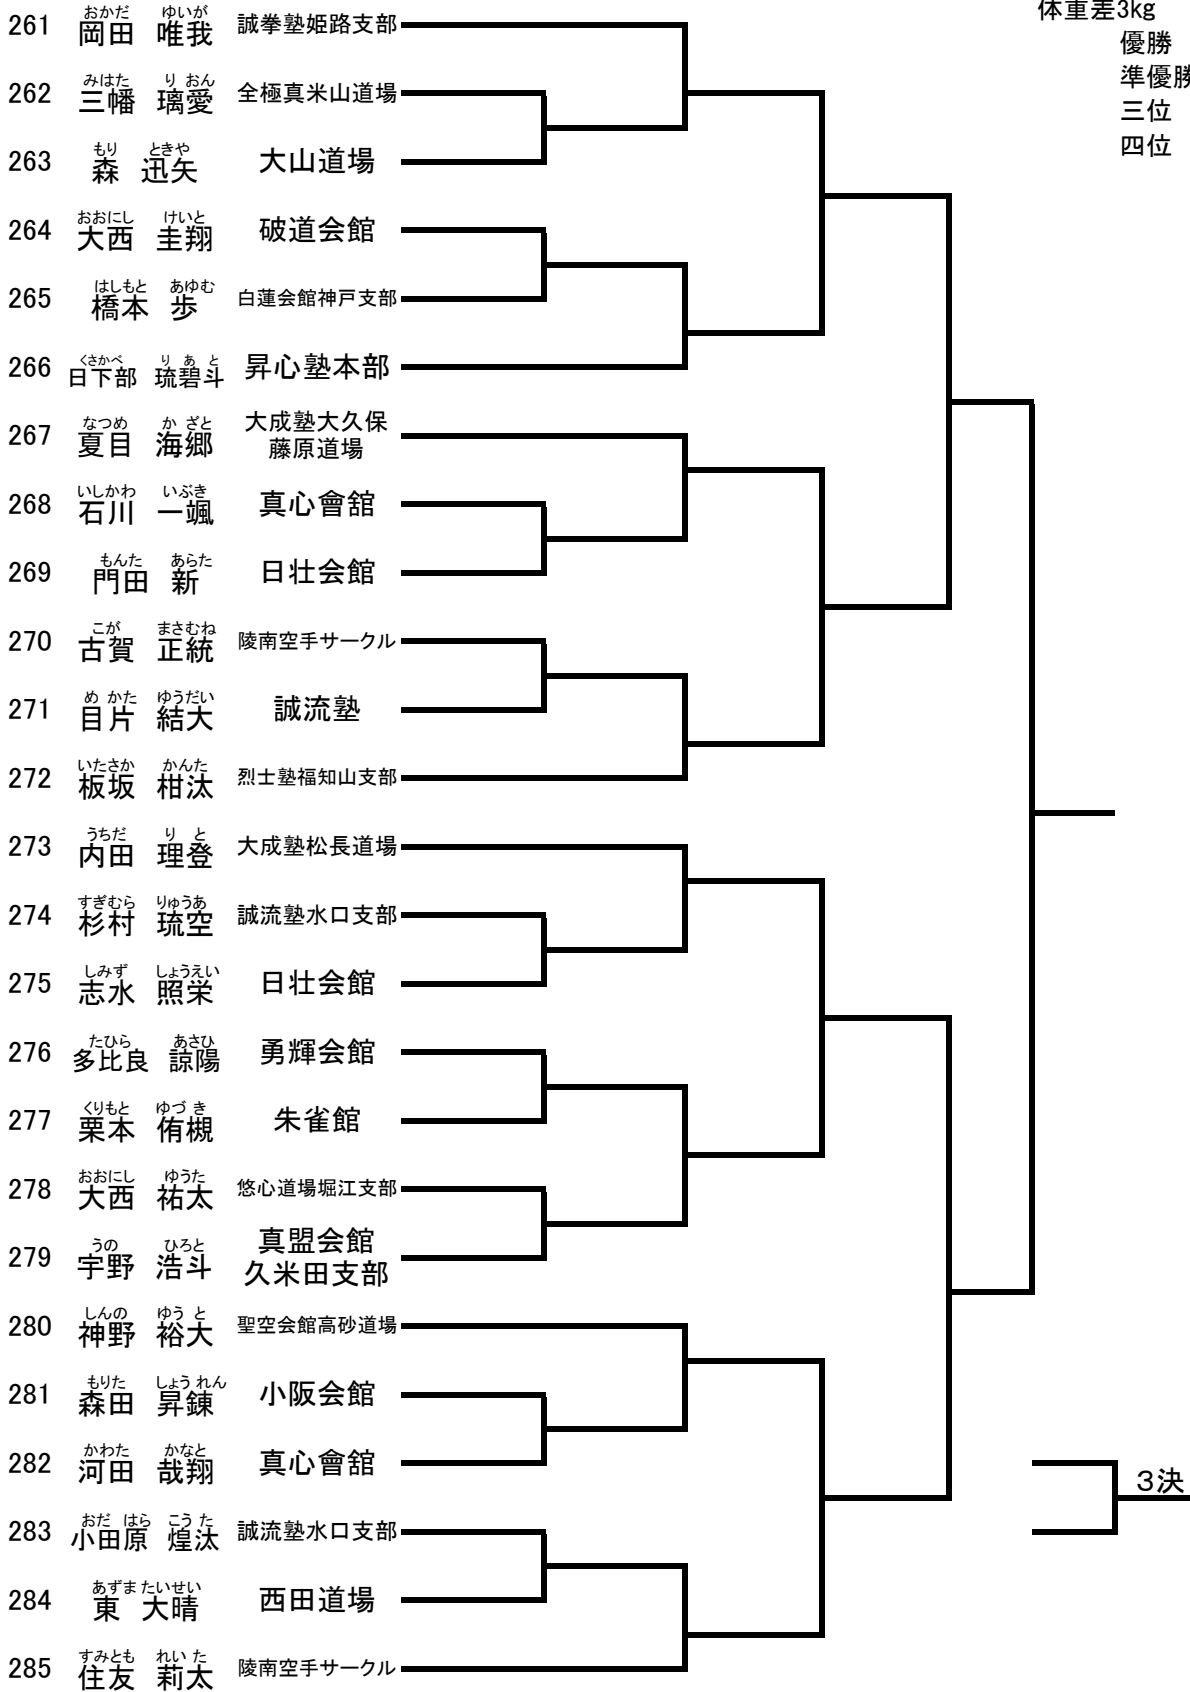 体重差3kg
優勝
準優勝
三位
四位
おかだ ゆいが
261 岡田 唯我 誠拳塾姫路支部
みはた り おん
262 三幡 璃愛 全極真米山道場
もり ときや
263 森 迅矢 大山道場
おおにし けいと
264 大西 圭翔 破道会館
はしもと あゆむ
265 橋本 歩 白蓮会館神戸支部
くさかべ り あ と
266 日下部 琉碧斗 昇心塾本部
なつめ か ざと
267 夏目 海郷 大成塾大久保
藤原道場
いしかわ いぶき
268 石川 一颯 真心會舘
もんた あらた
269 門田 新 日壮会館
こが まさむね
270 古賀 正統 陵南空手サークル
め かた ゆうだい
271 目片 結大 誠流塾
いたさか かんた
272 板坂 柑汰 烈士塾福知山支部
うちだ り と
273 内田 理登 大成塾松長道場
すぎむら りゅうあ
274 杉村 琉空 誠流塾水口支部
しみず しょうえい
275 志水 照栄 日壮会館
たひら あさひ
276 多比良 諒陽 勇輝会館
くりもと ゆづ き
277 栗本 侑槻 朱雀館
おおにし ゆうた
278 大西 祐太 悠心道場堀江支部
うの ひろと
279 宇野 浩斗 真盟会館
久米田支部
しんの ゆう と
280 神野 裕大 聖空会館高砂道場
もりた しょう れん
281 森田 昇錬 小阪会館
かわた かなと
282 河田 哉翔 真心會舘
3決
おだ はら こう た
283 小田原 煌汰 誠流塾水口支部
あずま たいせい
284 東 大晴 西田道場
すみとも れい た
285 住友 莉太 陵南空手サークル